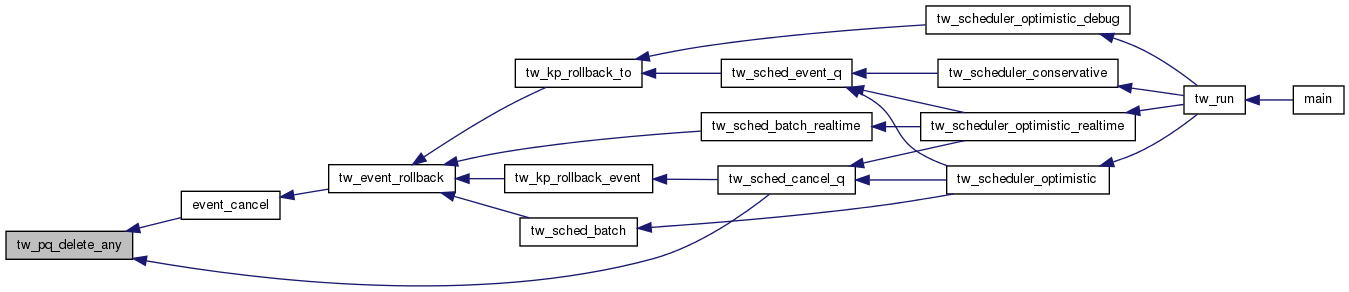 tw_scheduler_optimistic_debug
tw_kp_rollback_to
tw_sched_event_q
tw_scheduler_conservative
tw_run
main
tw_sched_batch_realtime
tw_scheduler_optimistic_realtime
tw_event_rollback
tw_kp_rollback_event
tw_sched_cancel_q
tw_scheduler_optimistic
event_cancel
tw_sched_batch
tw_pq_delete_any